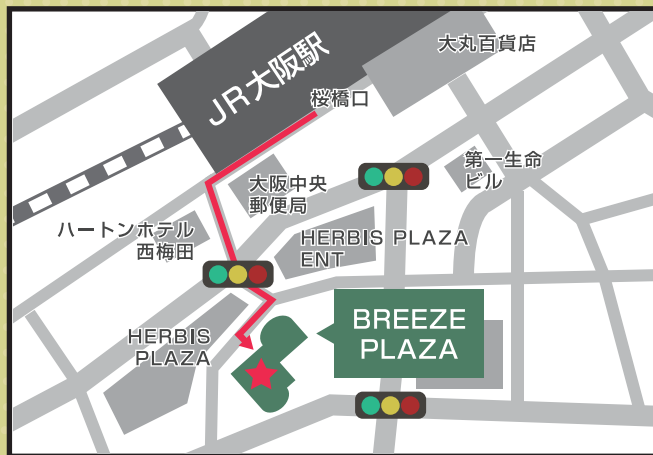 JR大阪駅
大丸百貨店
桜橋口
第一生命
ビル
大阪中央
郵便局
ハートンホテル
西梅田
HERBIS PLAZA
ENT
HERBIS
PLAZA
BREEZE
PLAZA